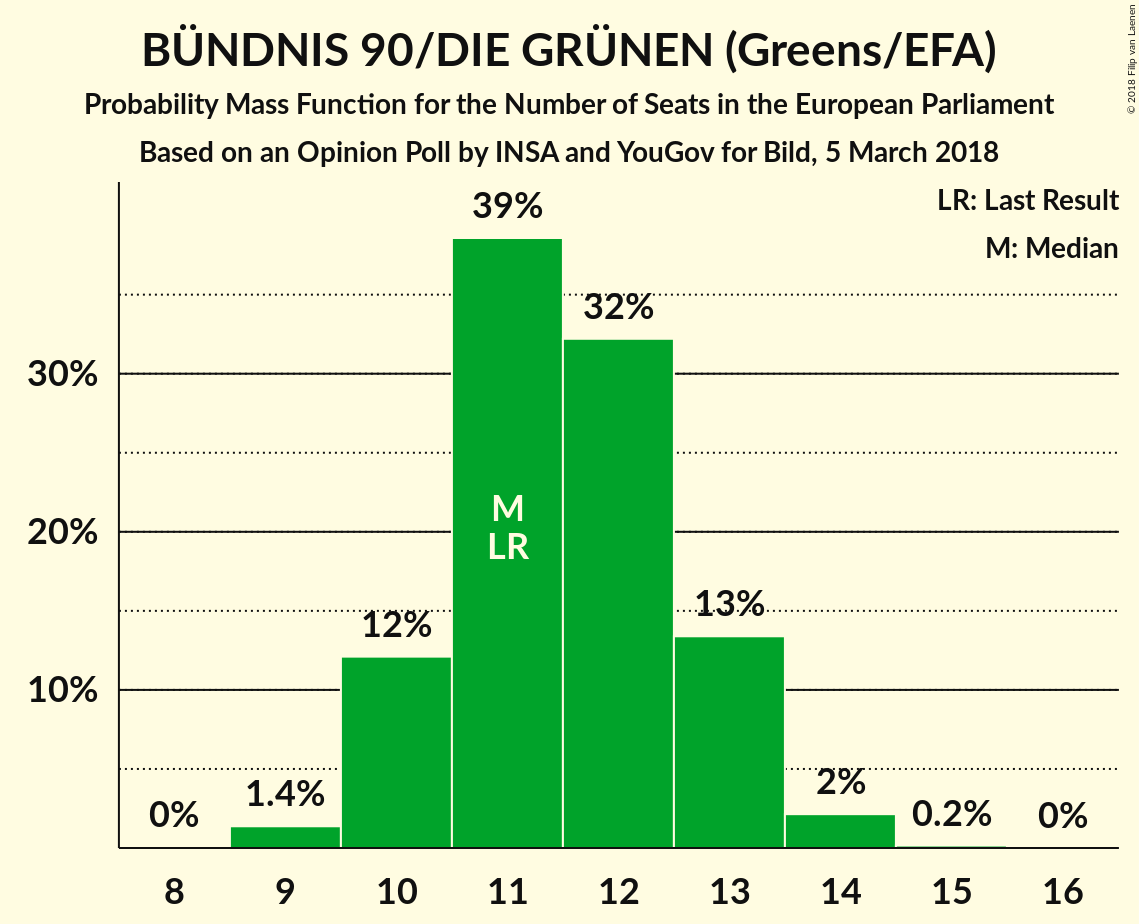 BÜNDNIS 90/DIE GRÜNEN (Greens/EFA)
Probability Mass Function for the Number of Seats in the European Parliament
Based on an Opinion Poll by INSA and YouGov for Bild, 5 March 2018
© 2018 Filip van Laenen
LR: Last Result
M: Median
39%
32%
30%
M
LR
20%
13%
12%
10%
1.4%
2%
0%
0.2%
0%
8 9 10 11 12 13 14 15 16